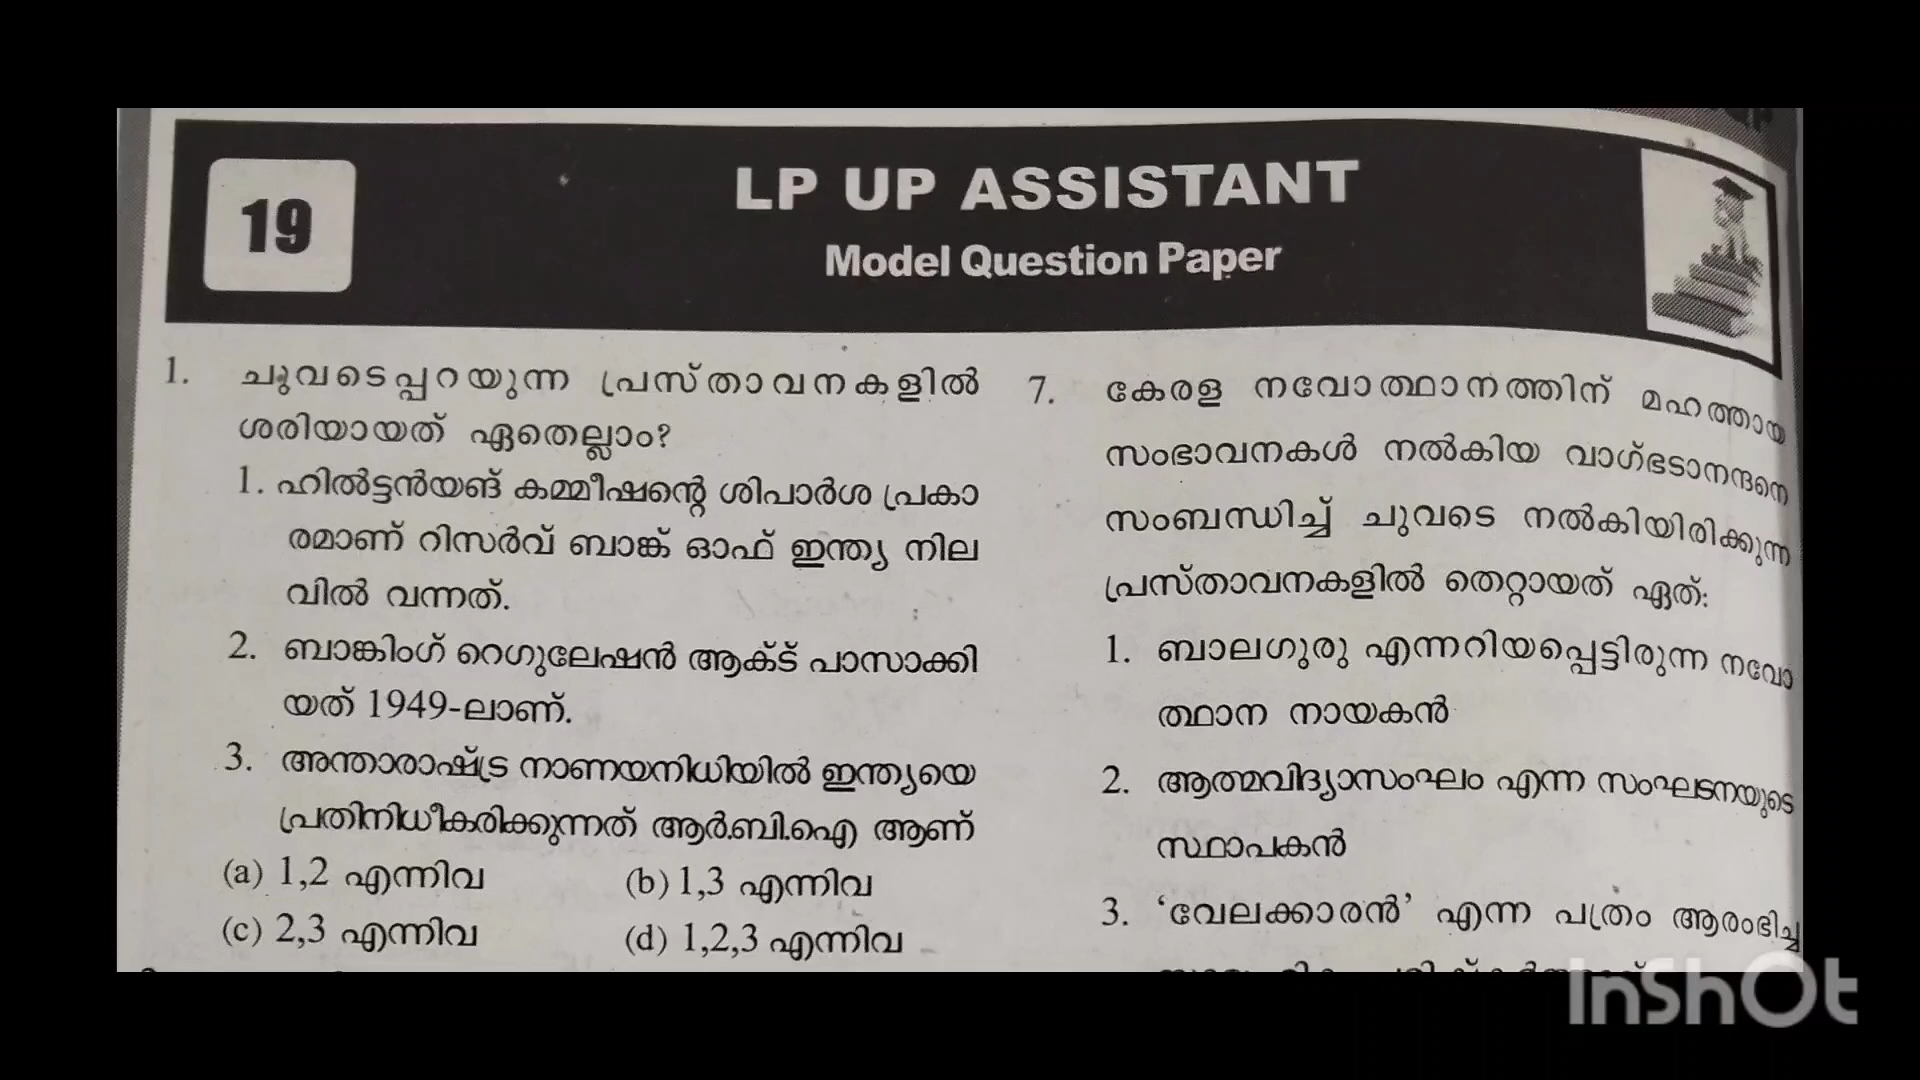 19
LP UP ASSISTANT
Model Question Paper
1. ചുവടെപ്പറയുന്ന പ്രസ്താവനകളിൽ
ശരിയായത് ഏതെല്ലാം?
1. ഹിൽട്ടൻയങ് കമ്മീഷന്റെ ശിപാർശ പ്രകാ
രമാണ് റിസർവ് ബാങ്ക് ഓഫ് ഇന്ത്യ നില
വിൽ വന്നത്.
2. ബാങ്കിംഗ് റെഗുലേഷൻ ആക്ട് പാസാക്കി
യത് 1949-ലാണ്.
3. അന്താരാഷ്ട്ര നാണയനിധിയിൽ ഇന്ത്യയെ
പ്രതിനിധീകരിക്കുന്നത് ആർ.ബി.ഐ ആണ്
(a) 1,2 എന്നിവ (b) 1,3 എന്നിവ
(c) 2,3 എന്നിവ (d) 1,2,3 എന്നിവ
7. കേരള നവോത്ഥാനത്തിന് മഹത്തായ
സംഭാവനകൾ നൽകിയ വാഗ്ഭടാനന്ദനെ
സംബന്ധിച്ച് ചുവടെ നൽകിയിരിക്കുന്ന
പ്രസ്താവനകളിൽ തെറ്റായത് ഏത്:
1. ബാലഗുരു എന്നറിയപ്പെട്ടിരുന്ന നവോ
ത്ഥാന നായകൻ
2. ആത്മവിദ്യാസംഘം എന്ന സംഘടനയുടെ
സ്ഥാപകൻ
3. ‘വേലക്കാരൻ’ എന്ന പത്രം ആരംഭിച്ച
InShOt